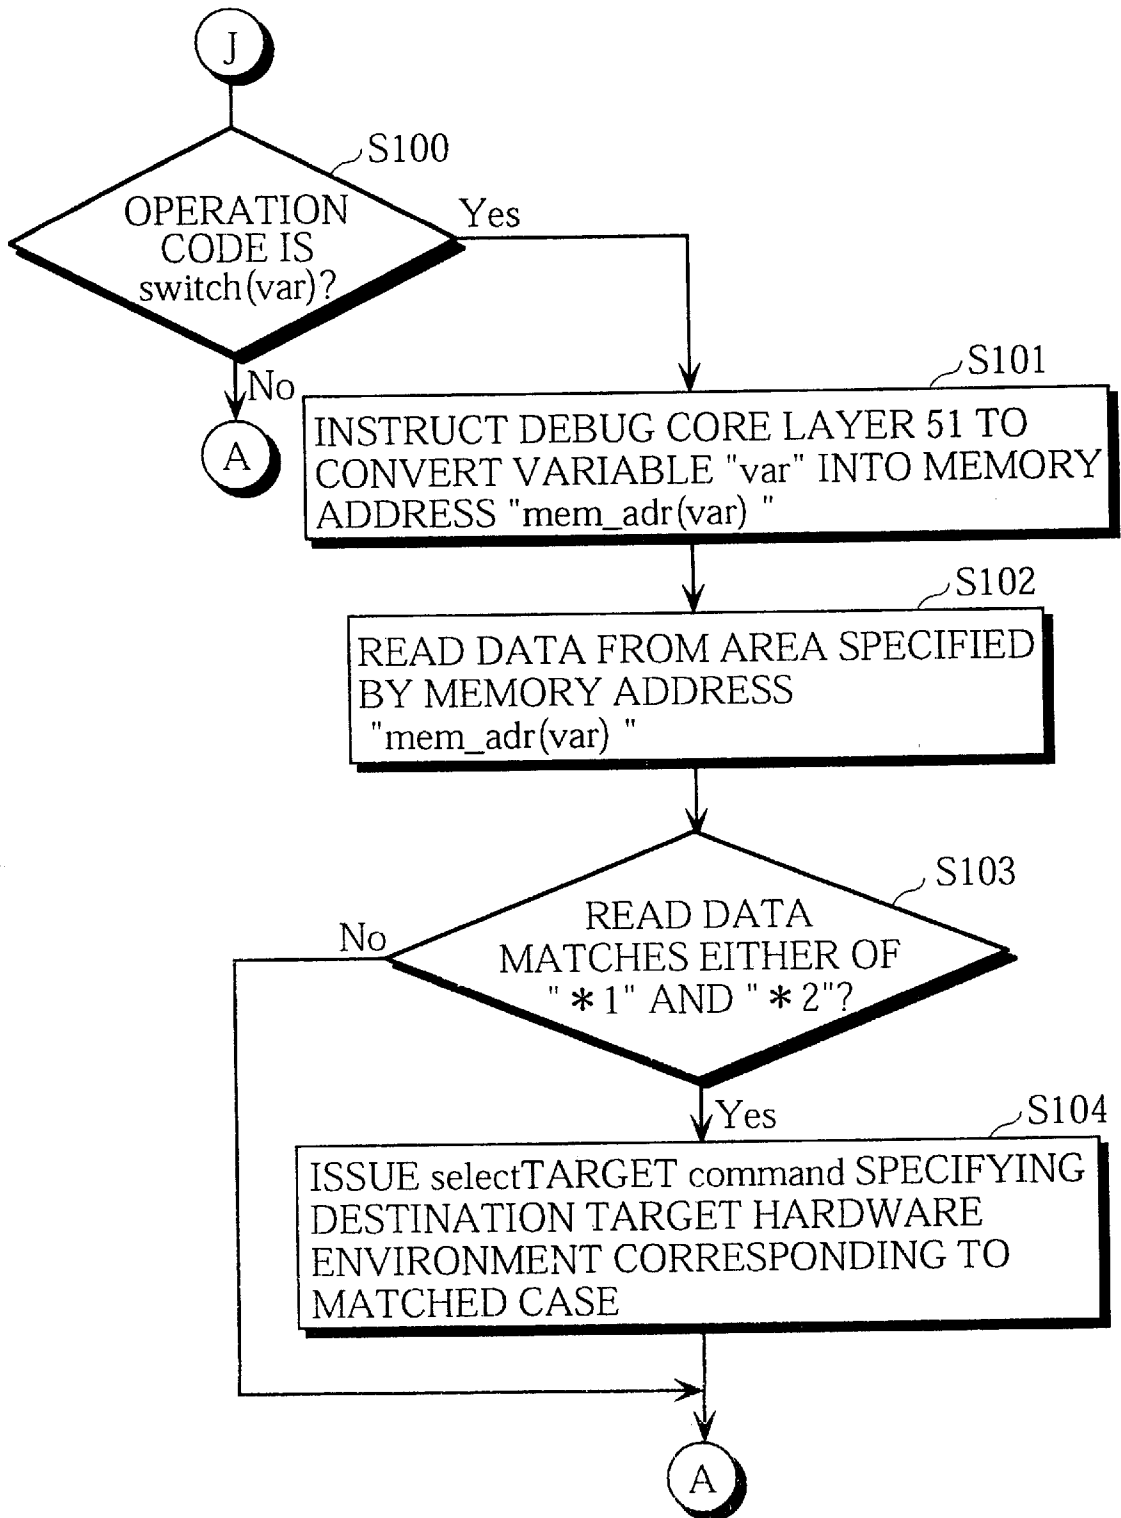 J
S100
OPERATION
CODE IS
switch(var)?
Yes
No
A
S101
INSTRUCT DEBUG CORE LAYER 51 TO
CONVERT VARIABLE "var" INTO MEMORY
ADDRESS "mem_adr(var) "
S102
READ DATA FROM AREA SPECIFIED
BY MEMORY ADDRESS
"mem_adr(var) "
S103
READ DATA
MATCHES EITHER OF
" * 1" AND " * 2"?
No
Yes
S104
ISSUE selectTARGET command SPECIFYING
DESTINATION TARGET HARDWARE
ENVIRONMENT CORRESPONDING TO
MATCHED CASE
A